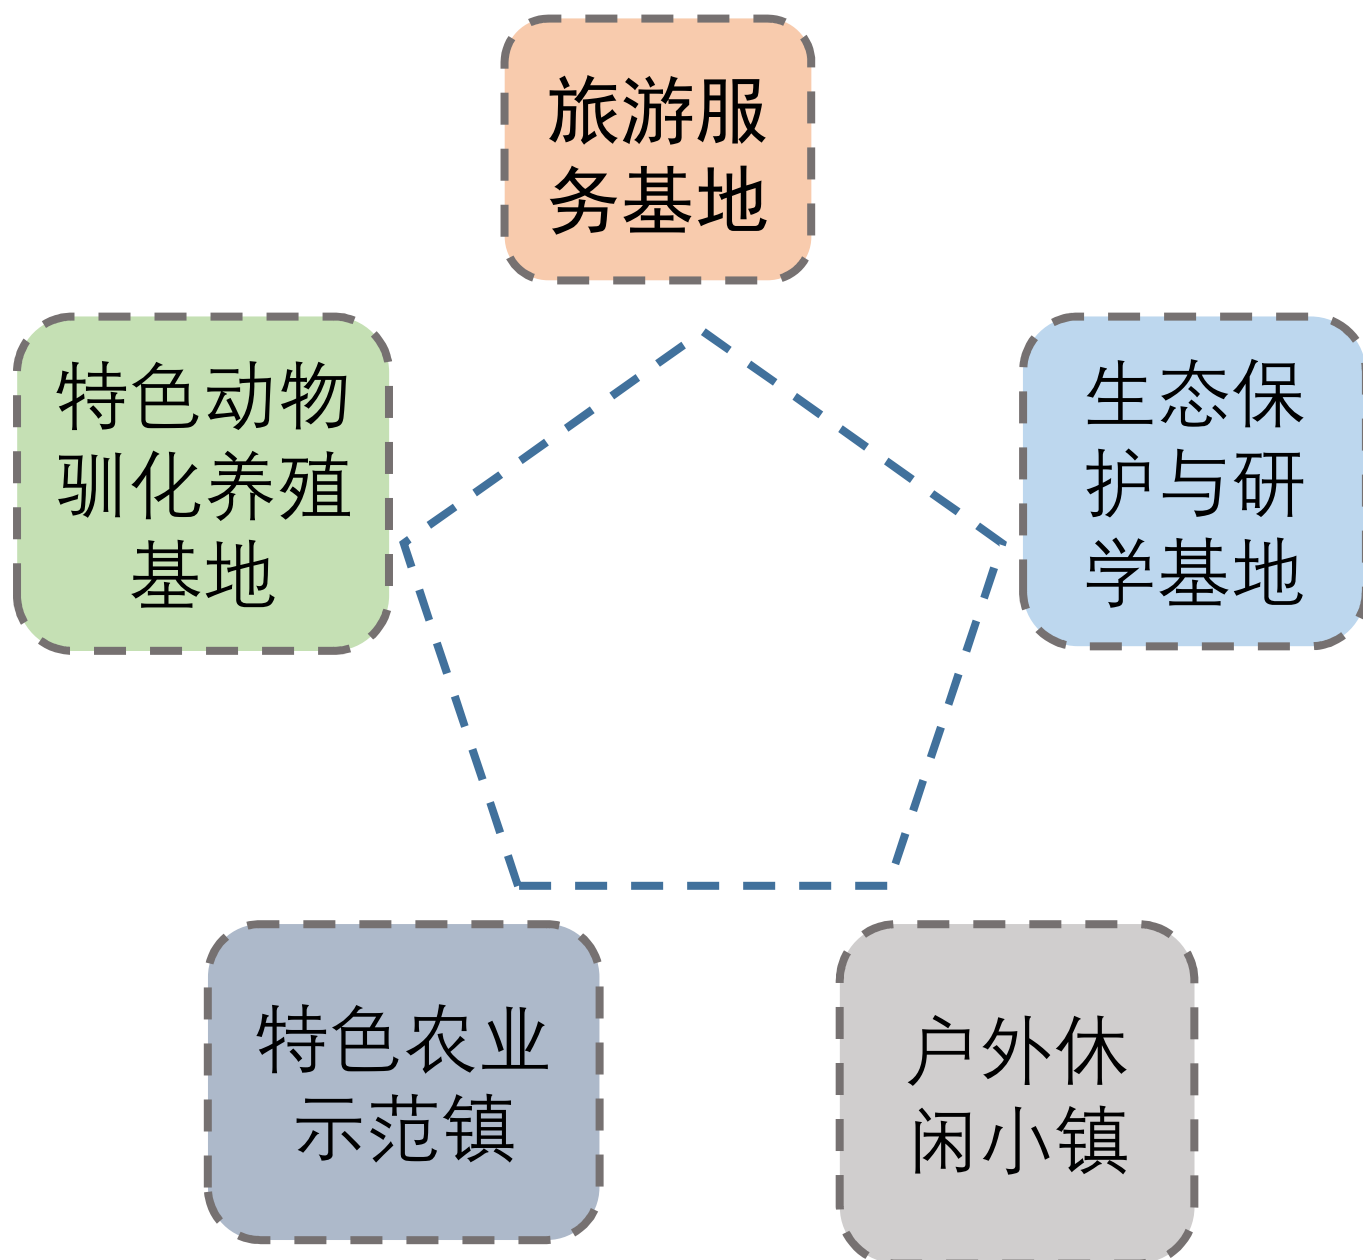 旅游服
务基地
特色动物
驯化养殖
基地
生态保
护与研
学基地
特色农业
示范镇
户外休
闲小镇